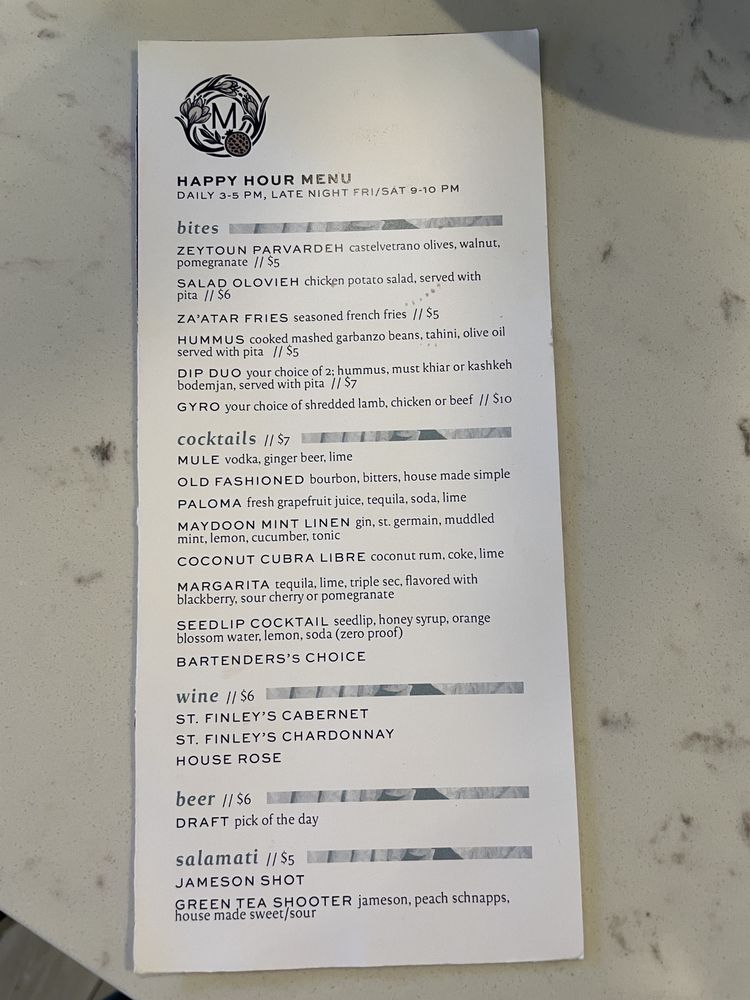 M
HAPPY HOUR MENU
DAILY 3-5 PM, LATE NIGHT FRI/SAT 9-10 PM
bites
ZEYTOUN PARVARDEH castelvetrano olives, walnut,
pomegranate // $5
SALAD OLOVIEH chicken potato salad, served with
pita // $6
ZA'ATAR FRIES seasoned french fries // $5
HUMMUS cooked mashed garbanzo beans, tahini, olive oil
served with pita // $5
DIP DUO your choice of 2; hummus, must khiar or kashkeh
bodemjan, served with pita // $7
GYRO your choice of shredded lamb, chicken or beef // $10
cocktails // $7
MULE vodka, ginger beer, lime
OLD FASHIONED bourbon, bitters, house made simple
PALOMA fresh grapefruit juice, tequila, soda, lime
MAYDOON MINT LINEN gin, st. germain, muddled
mint, lemon, cucumber, tonic
COCONUT CUBRA LIBRE coconut rum, coke, lime
MARGARITA tequila, lime, triple sec, flavored with
blackberry, sour cherry or pomegranate
SEEDLIP COCKTAIL seedlip, honey syrup, orange
blossom water, lemon, soda (zero proof)
BARTENDERS'S CHOICE
wine // $6
ST. FINLEY'S CABERNET
ST. FINLEY'S CHARDONNAY
HOUSE ROSE
beer // $6
DRAFT pick of the day
salamati // $5
JAMESON SHOT
GREEN TEA SHOOTER jameson, peach schnapps,
house made sweet/sour